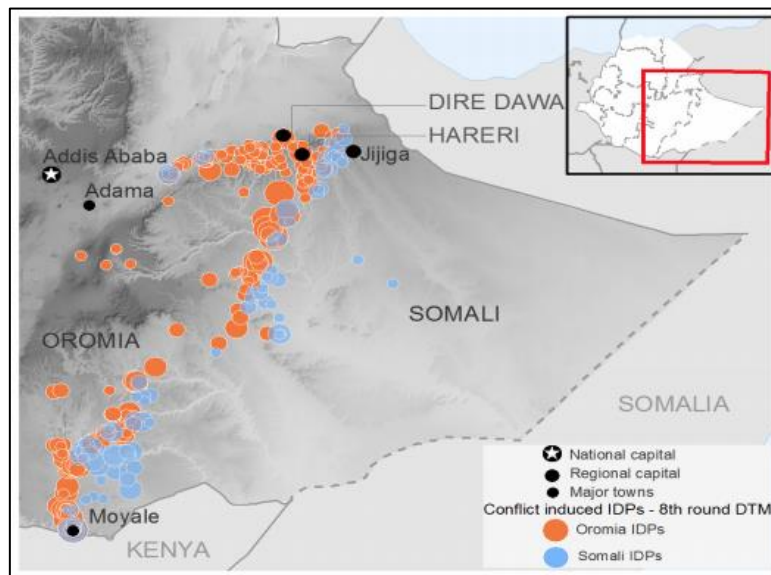 DIRE DAWA
HARERI
Addis Ababa
Jijiga
Adama
SOMALI
OROMIA
SOMALIA
National capital
Regional capital
Major towns
Conflict induced IDPs - 8th round DTM
Oromia IDPs
Somali IDPs
Moyale
KENYA